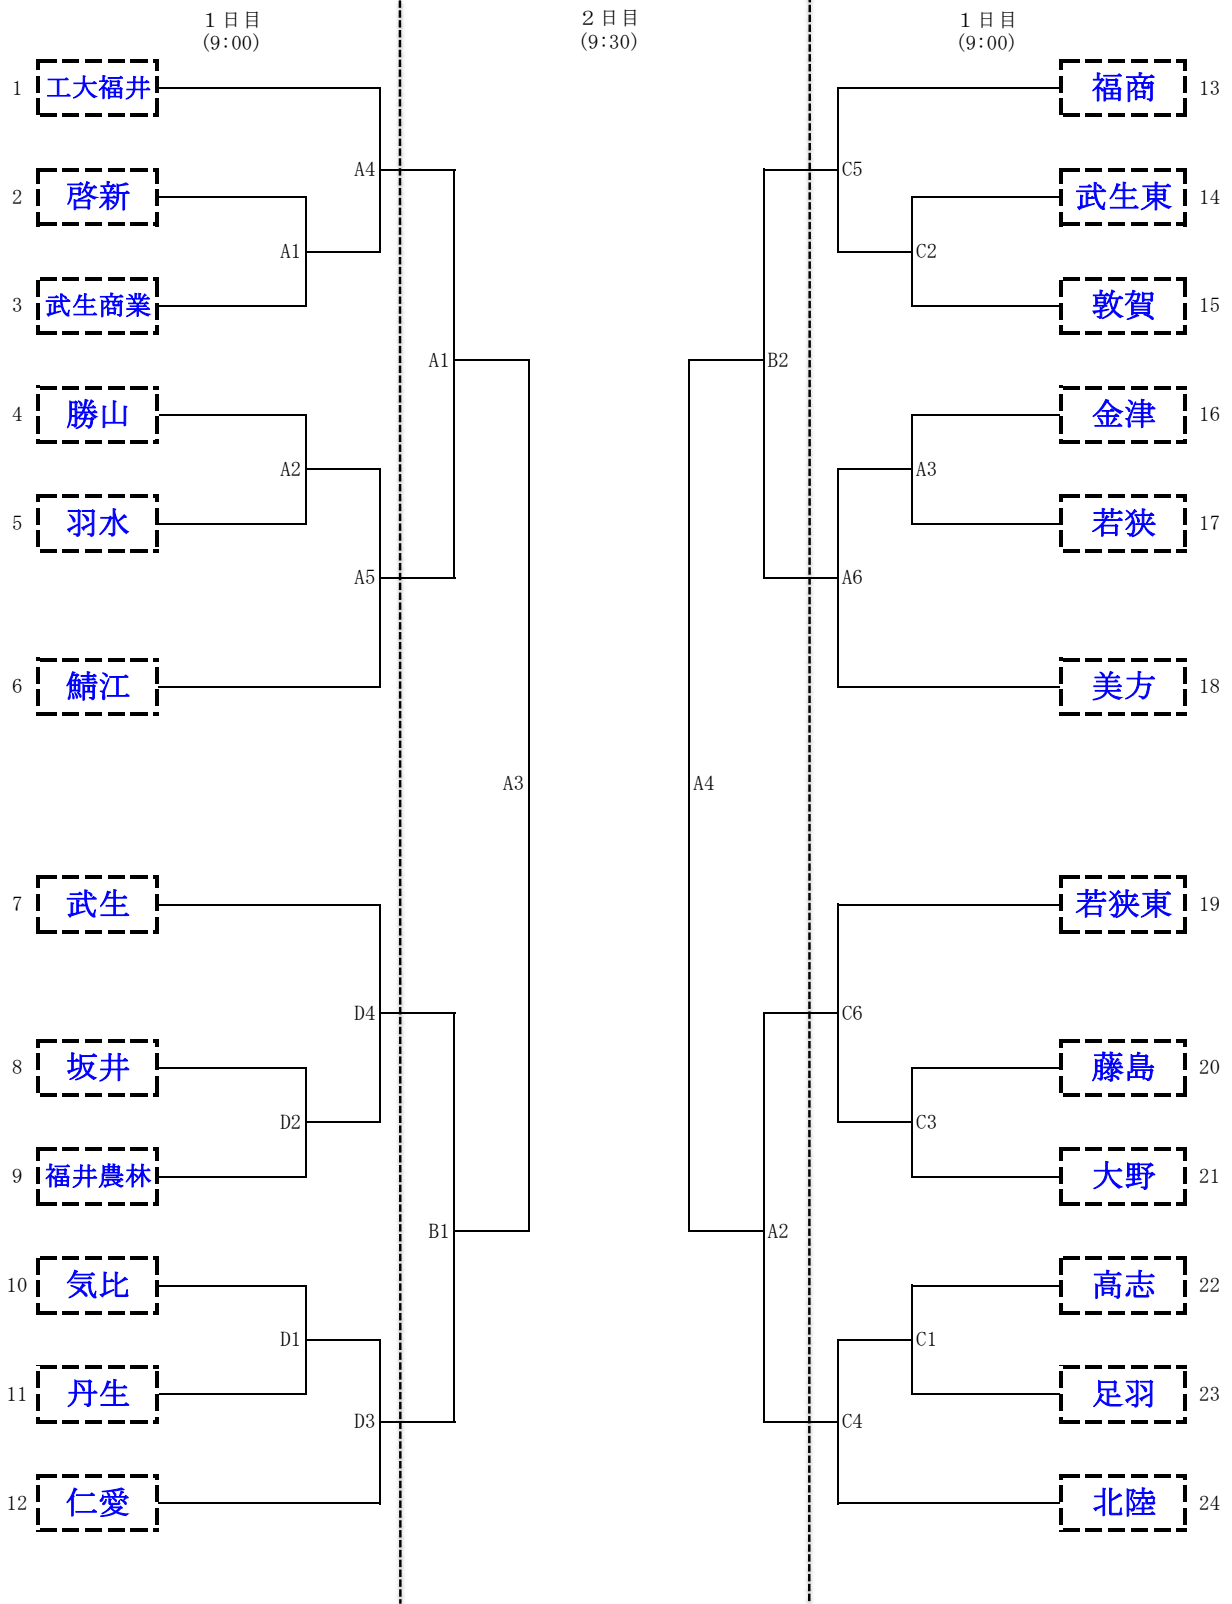 １日目
(9:00)
２日目
(9:30)
１日目
(9:00)
1 工大福井
福商 13
A4
C5
2 啓新
武生東 14
A1
C2
3 武生商業
敦賀 15
A1
B2
4 勝山
金津 16
A2
A3
5 羽水
若狭 17
A5
A6
6 鯖江
美方 18
A3
A4
7 武生
若狭東 19
D4
C6
8 坂井
藤島 20
D2
C3
9 福井農林
大野 21
B1
A2
10 気比
高志 22
D1
C1
11 丹生
足羽 23
D3
C4
12 仁愛
北陸 24